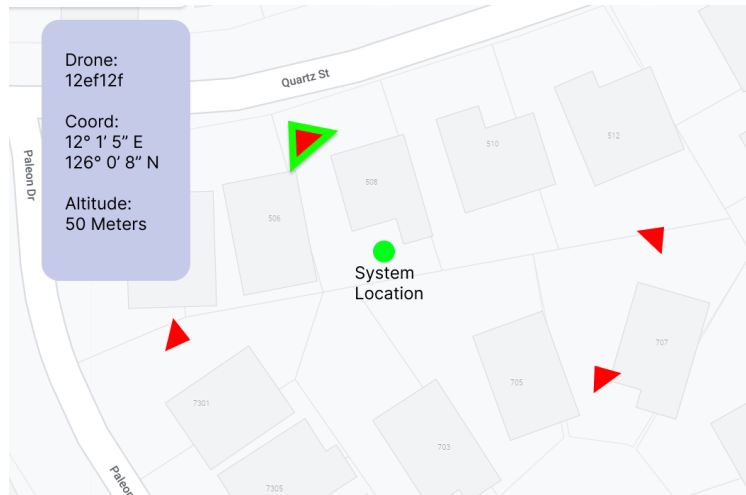 Drone:
12ef12f
Coord:
12° 1’ 5” E
126° 0’ 8” N
Altitude:
50 Meters
Quartz St
Paleon Dr
512
510
508
506
System
Location
707
705
7301
703
7305
Paleon